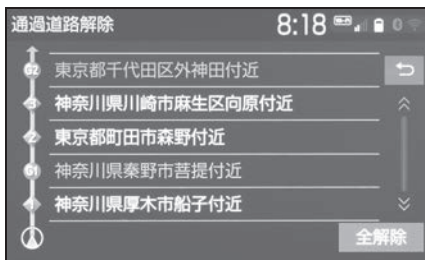 通過道路解除 8:18 0
G2 東京都千代田区外神田付近
3 神奈川県川崎市麻生区向原付近
2 東京都町田市森野付近
G1 神奈川県秦野市菩提付近
1 神奈川県厚木市船子付近
全解除